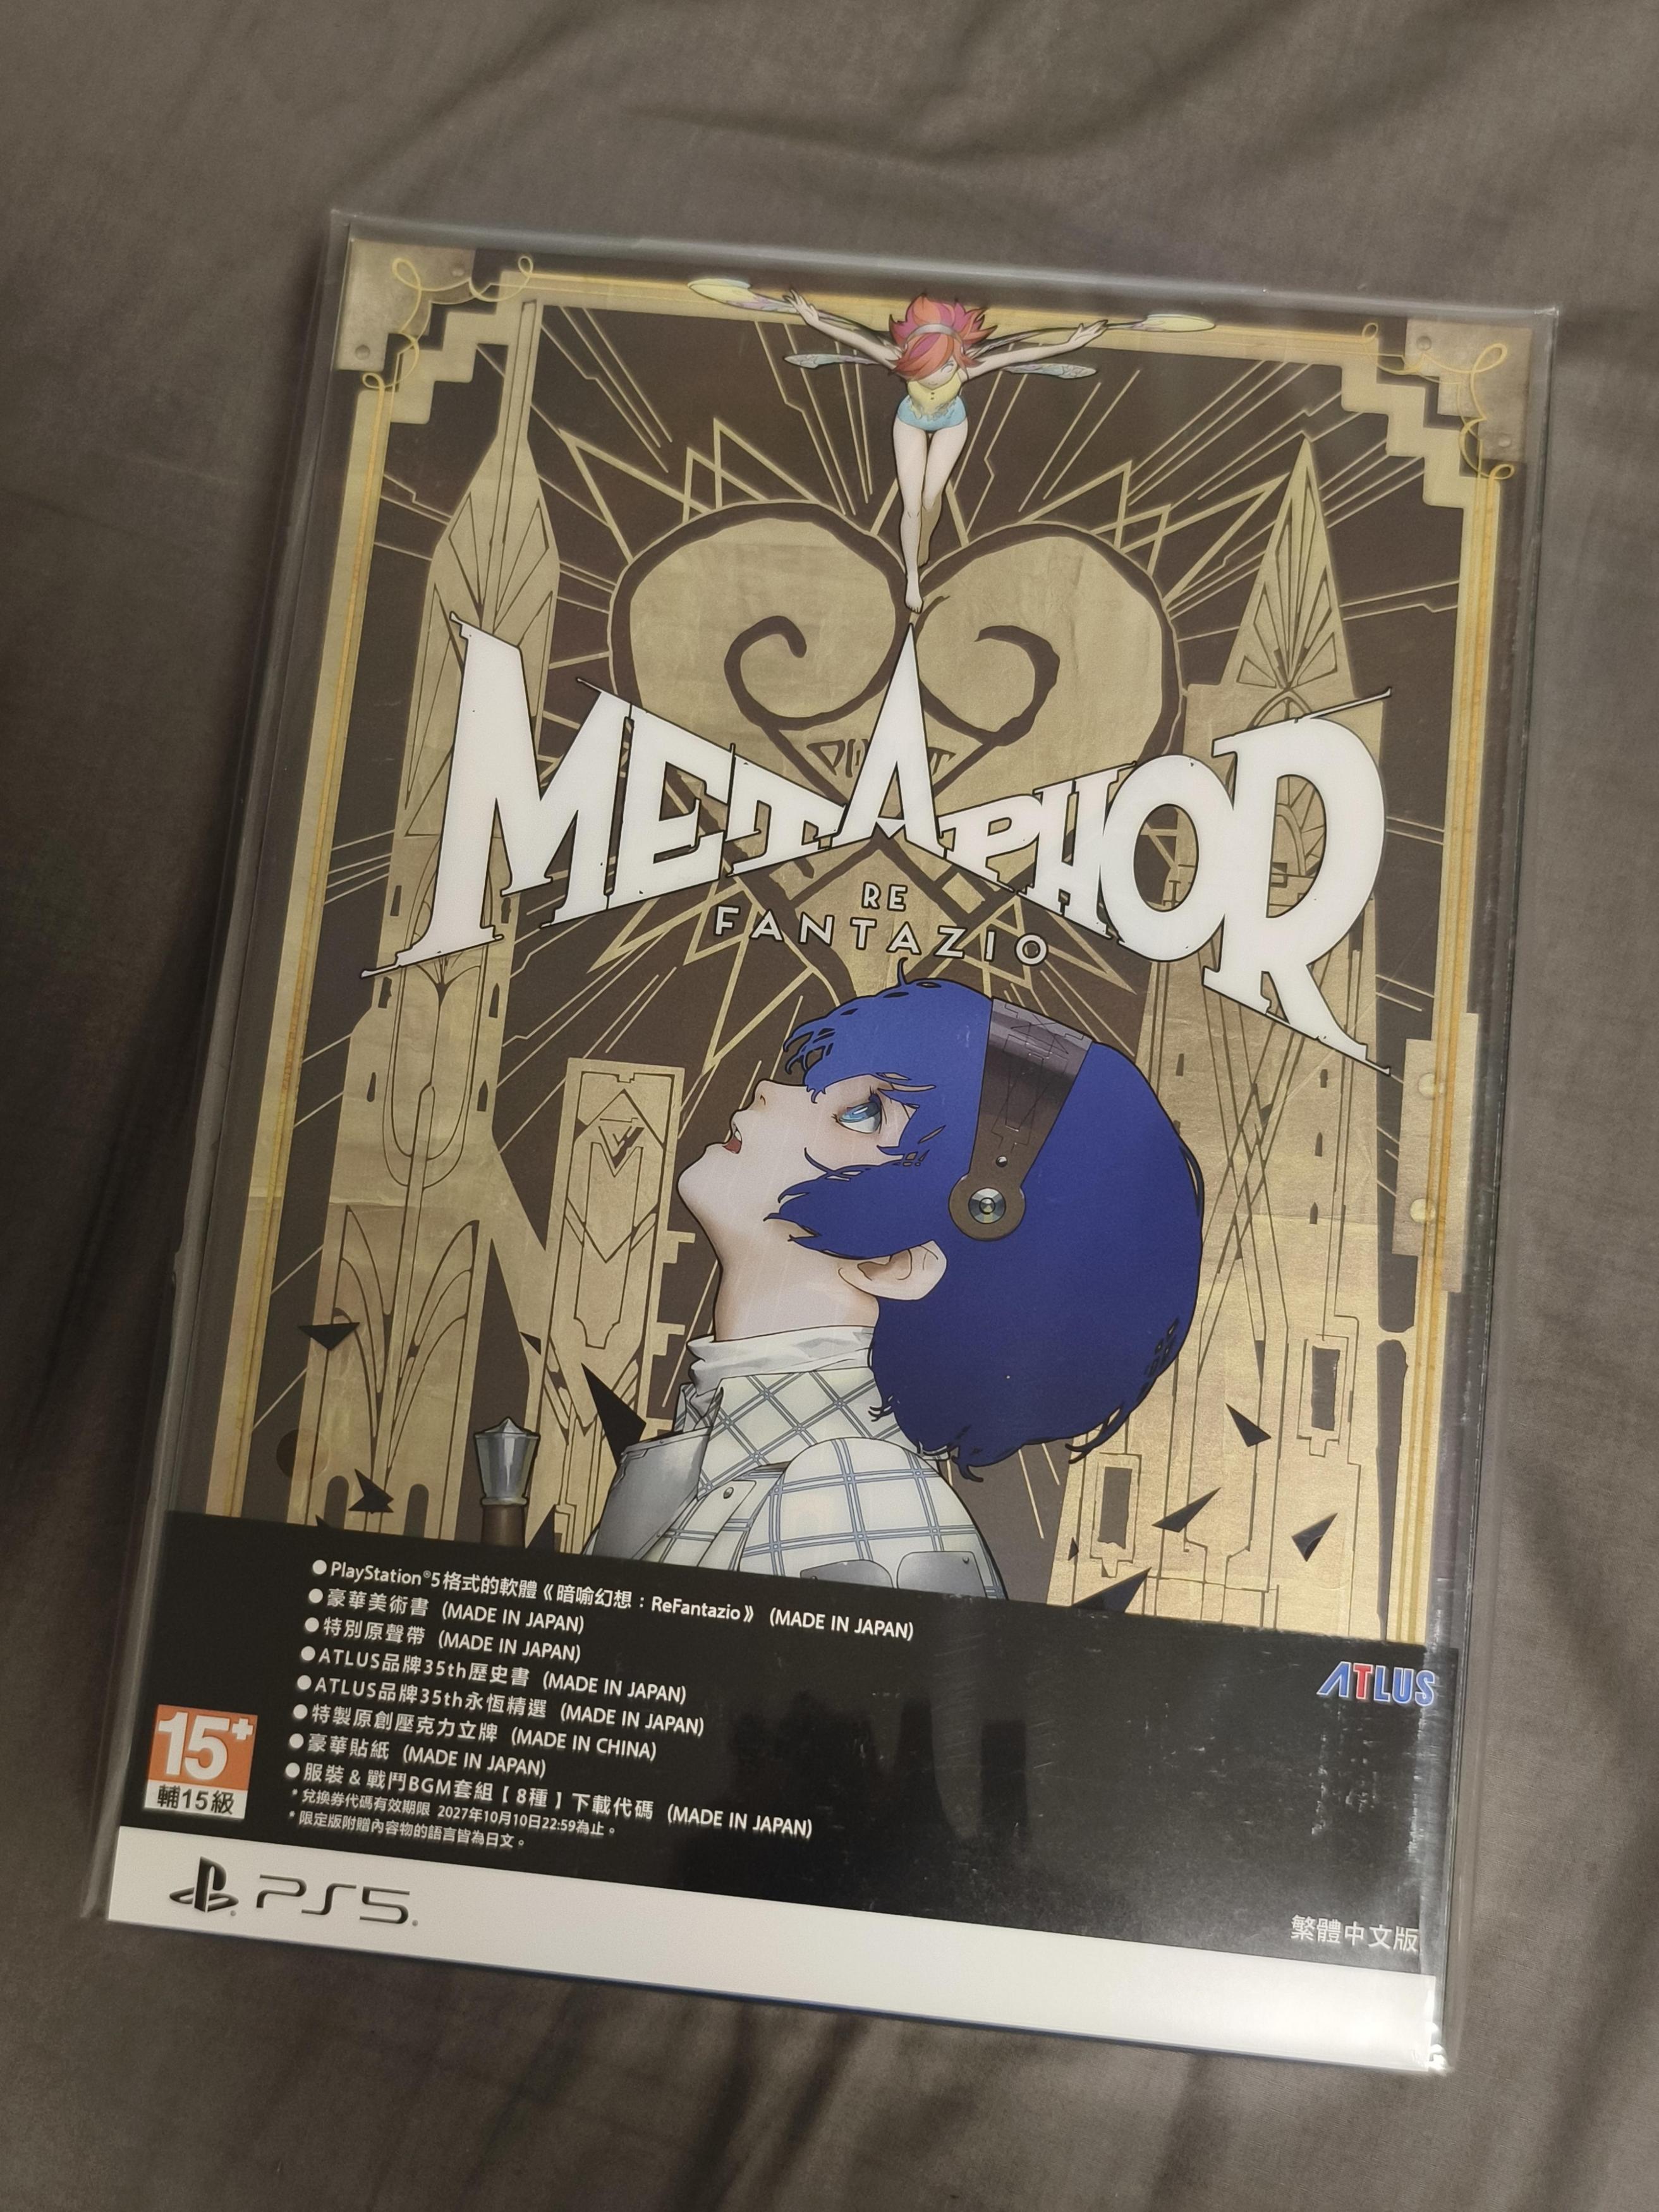 METAPHOR
RE
FANTAZIO
●PlayStation®5格式的軟體《暗喻幻想：ReFantazio》 (MADE IN JAPAN)
●豪華美術書 (MADE IN JAPAN)
●特別原聲帶 (MADE IN JAPAN)
●ATLUS品牌35th歷史書 (MADE IN JAPAN)
●ATLUS品牌35th永恆精選 (MADE IN JAPAN)
●特製原創壓克力立牌 (MADE IN CHINA)
●豪華貼紙 (MADE IN JAPAN)
●服裝 & 戰鬥BGM套組【8種】下載代碼 (MADE IN JAPAN)
*兌換券代碼有效期限 2027年10月10日22:59為止。
*限定版附贈內容物的語言皆為日文。
ATLUS
15+
輔15級
PS5®
繁體中文版